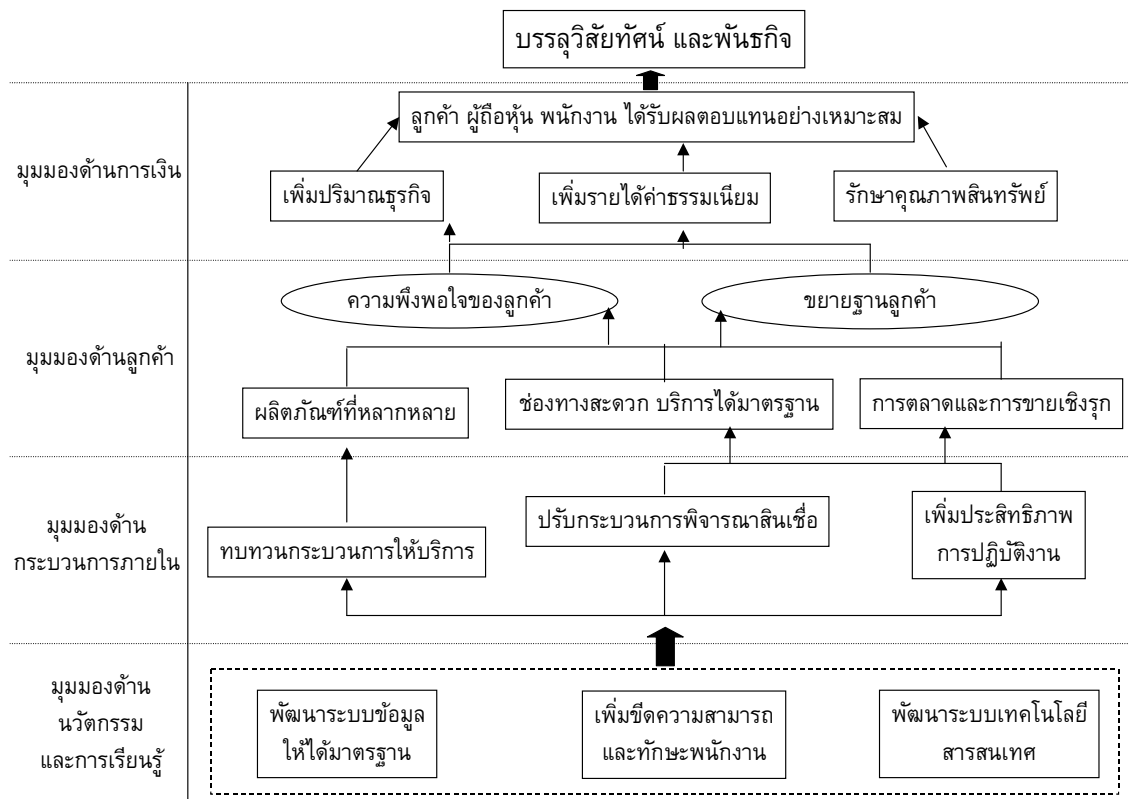 บรรลุวิสัยทัศน์ และพันธกิจ
มุมมองด้านการเงิน
ลูกค้า ผู้ถือหุ้น พนักงาน ได้รับผลตอบแทนอย่างเหมาะสม
เพิ่มปริมาณธุรกิจ
เพิ่มรายได้ค่าธรรมเนียม
รักษาคุณภาพสินทรัพย์
มุมมองด้านลูกค้า
ความพึงพอใจของลูกค้า
ขยายฐานลูกค้า
ผลิตภัณฑ์ที่หลากหลาย
ช่องทางสะดวก บริการได้มาตรฐาน
การตลาดและการขายเชิงรุก
มุมมองด้าน
กระบวนการภายใน
ทบทวนกระบวนการให้บริการ
ปรับกระบวนการพิจารณาสินเชื่อ
เพิ่มประสิทธิภาพ
การปฏิบัติงาน
มุมมองด้าน
นวัตกรรม
และการเรียนรู้
พัฒนาระบบข้อมูล
ให้ได้มาตรฐาน
เพิ่มขีดความสามารถ
และทักษะพนักงาน
พัฒนาระบบเทคโนโลยี
สารสนเทศ